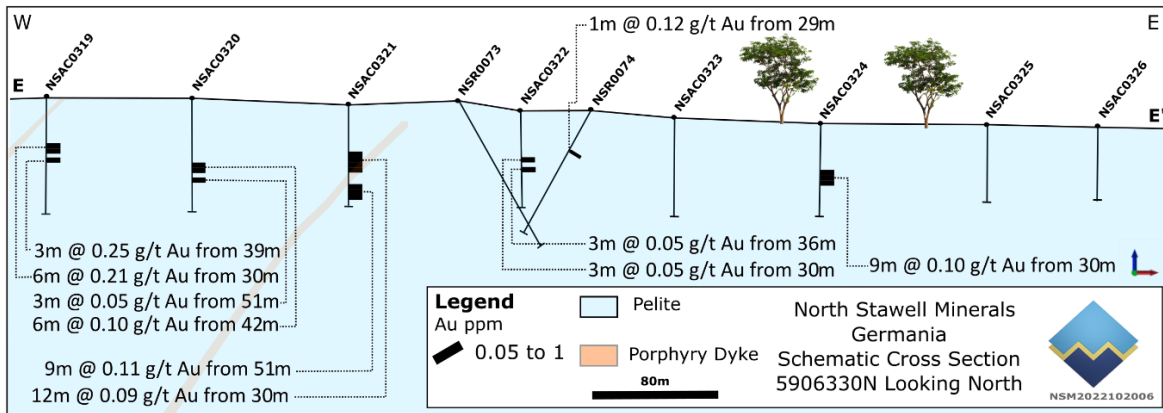 W
E
1m @ 0.12 g/t Au from 29m
NSAC0319
NSAC0320
NSAC0321
NSR0073
NSAC0322
NSR0074
NSAC0323
NSAC0324
NSAC0325
NSAC0326
E
E'
3m @ 0.25 g/t Au from 39m
6m @ 0.21 g/t Au from 30m
3m @ 0.05 g/t Au from 51m
6m @ 0.10 g/t Au from 42m
9m @ 0.11 g/t Au from 51m
12m @ 0.09 g/t Au from 30m
3m @ 0.05 g/t Au from 36m
3m @ 0.05 g/t Au from 30m
9m @ 0.10 g/t Au from 30m
Legend
Au ppm
0.05 to 1
Pelite
Porphyry Dyke
80m
North Stawell Minerals
Germania
Schematic Cross Section
5906330N Looking North
NSM2022102006